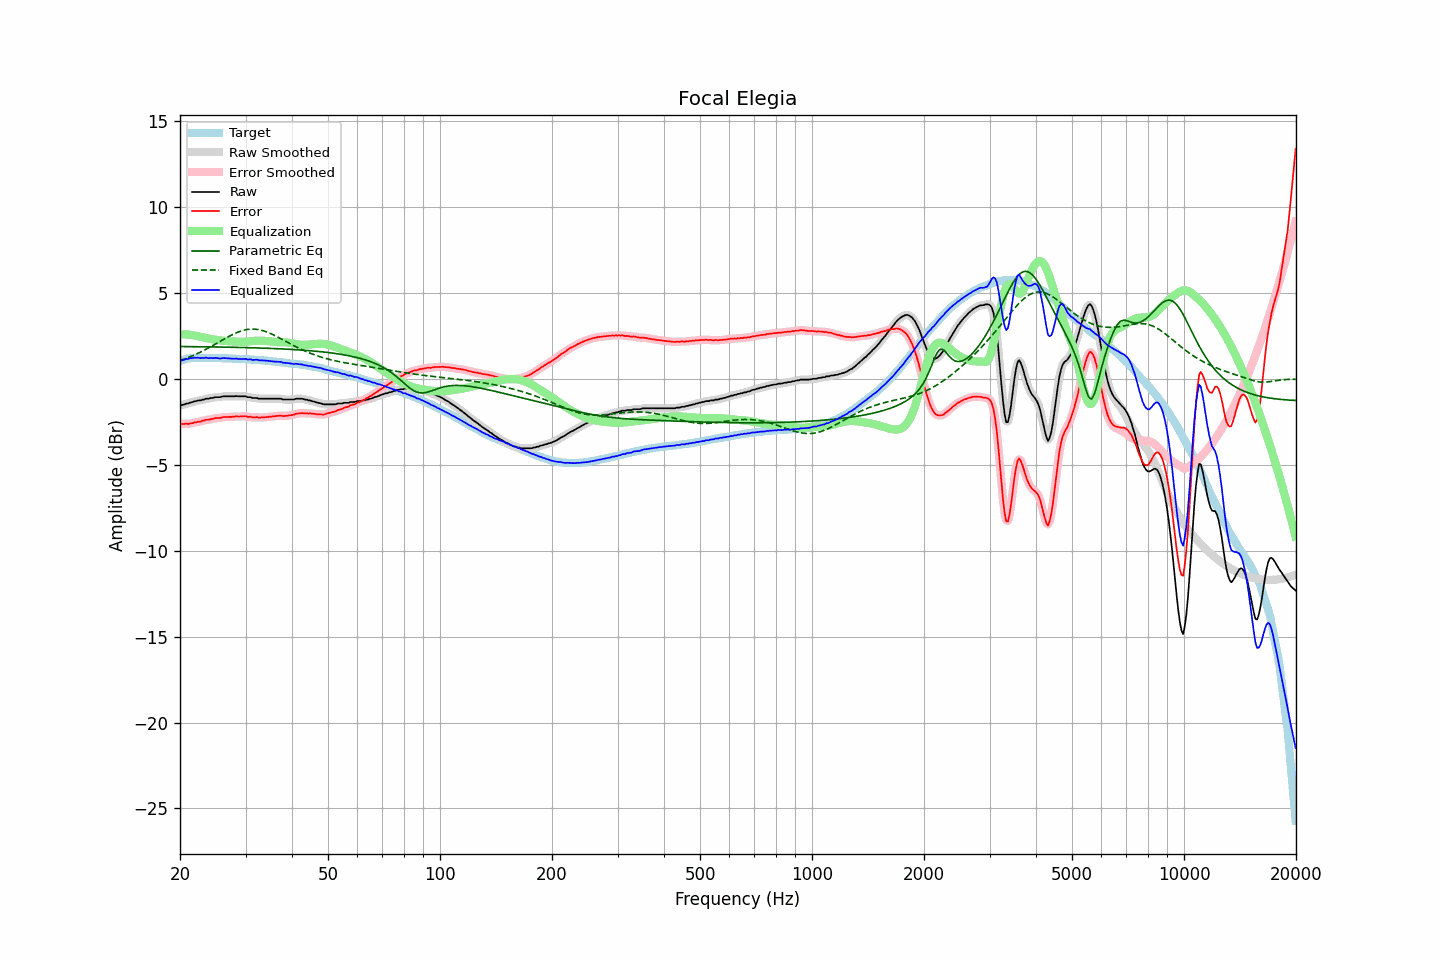 Focal Elegia
15
10
5
0
−5
−10
−15
−20
−25
Amplitude (dBr)
Target
Raw Smoothed
Error Smoothed
Raw
Error
Equalization
Parametric Eq
Fixed Band Eq
Equalized
20 50 100 200 500 1000 2000 5000 10000 20000
Frequency (Hz)